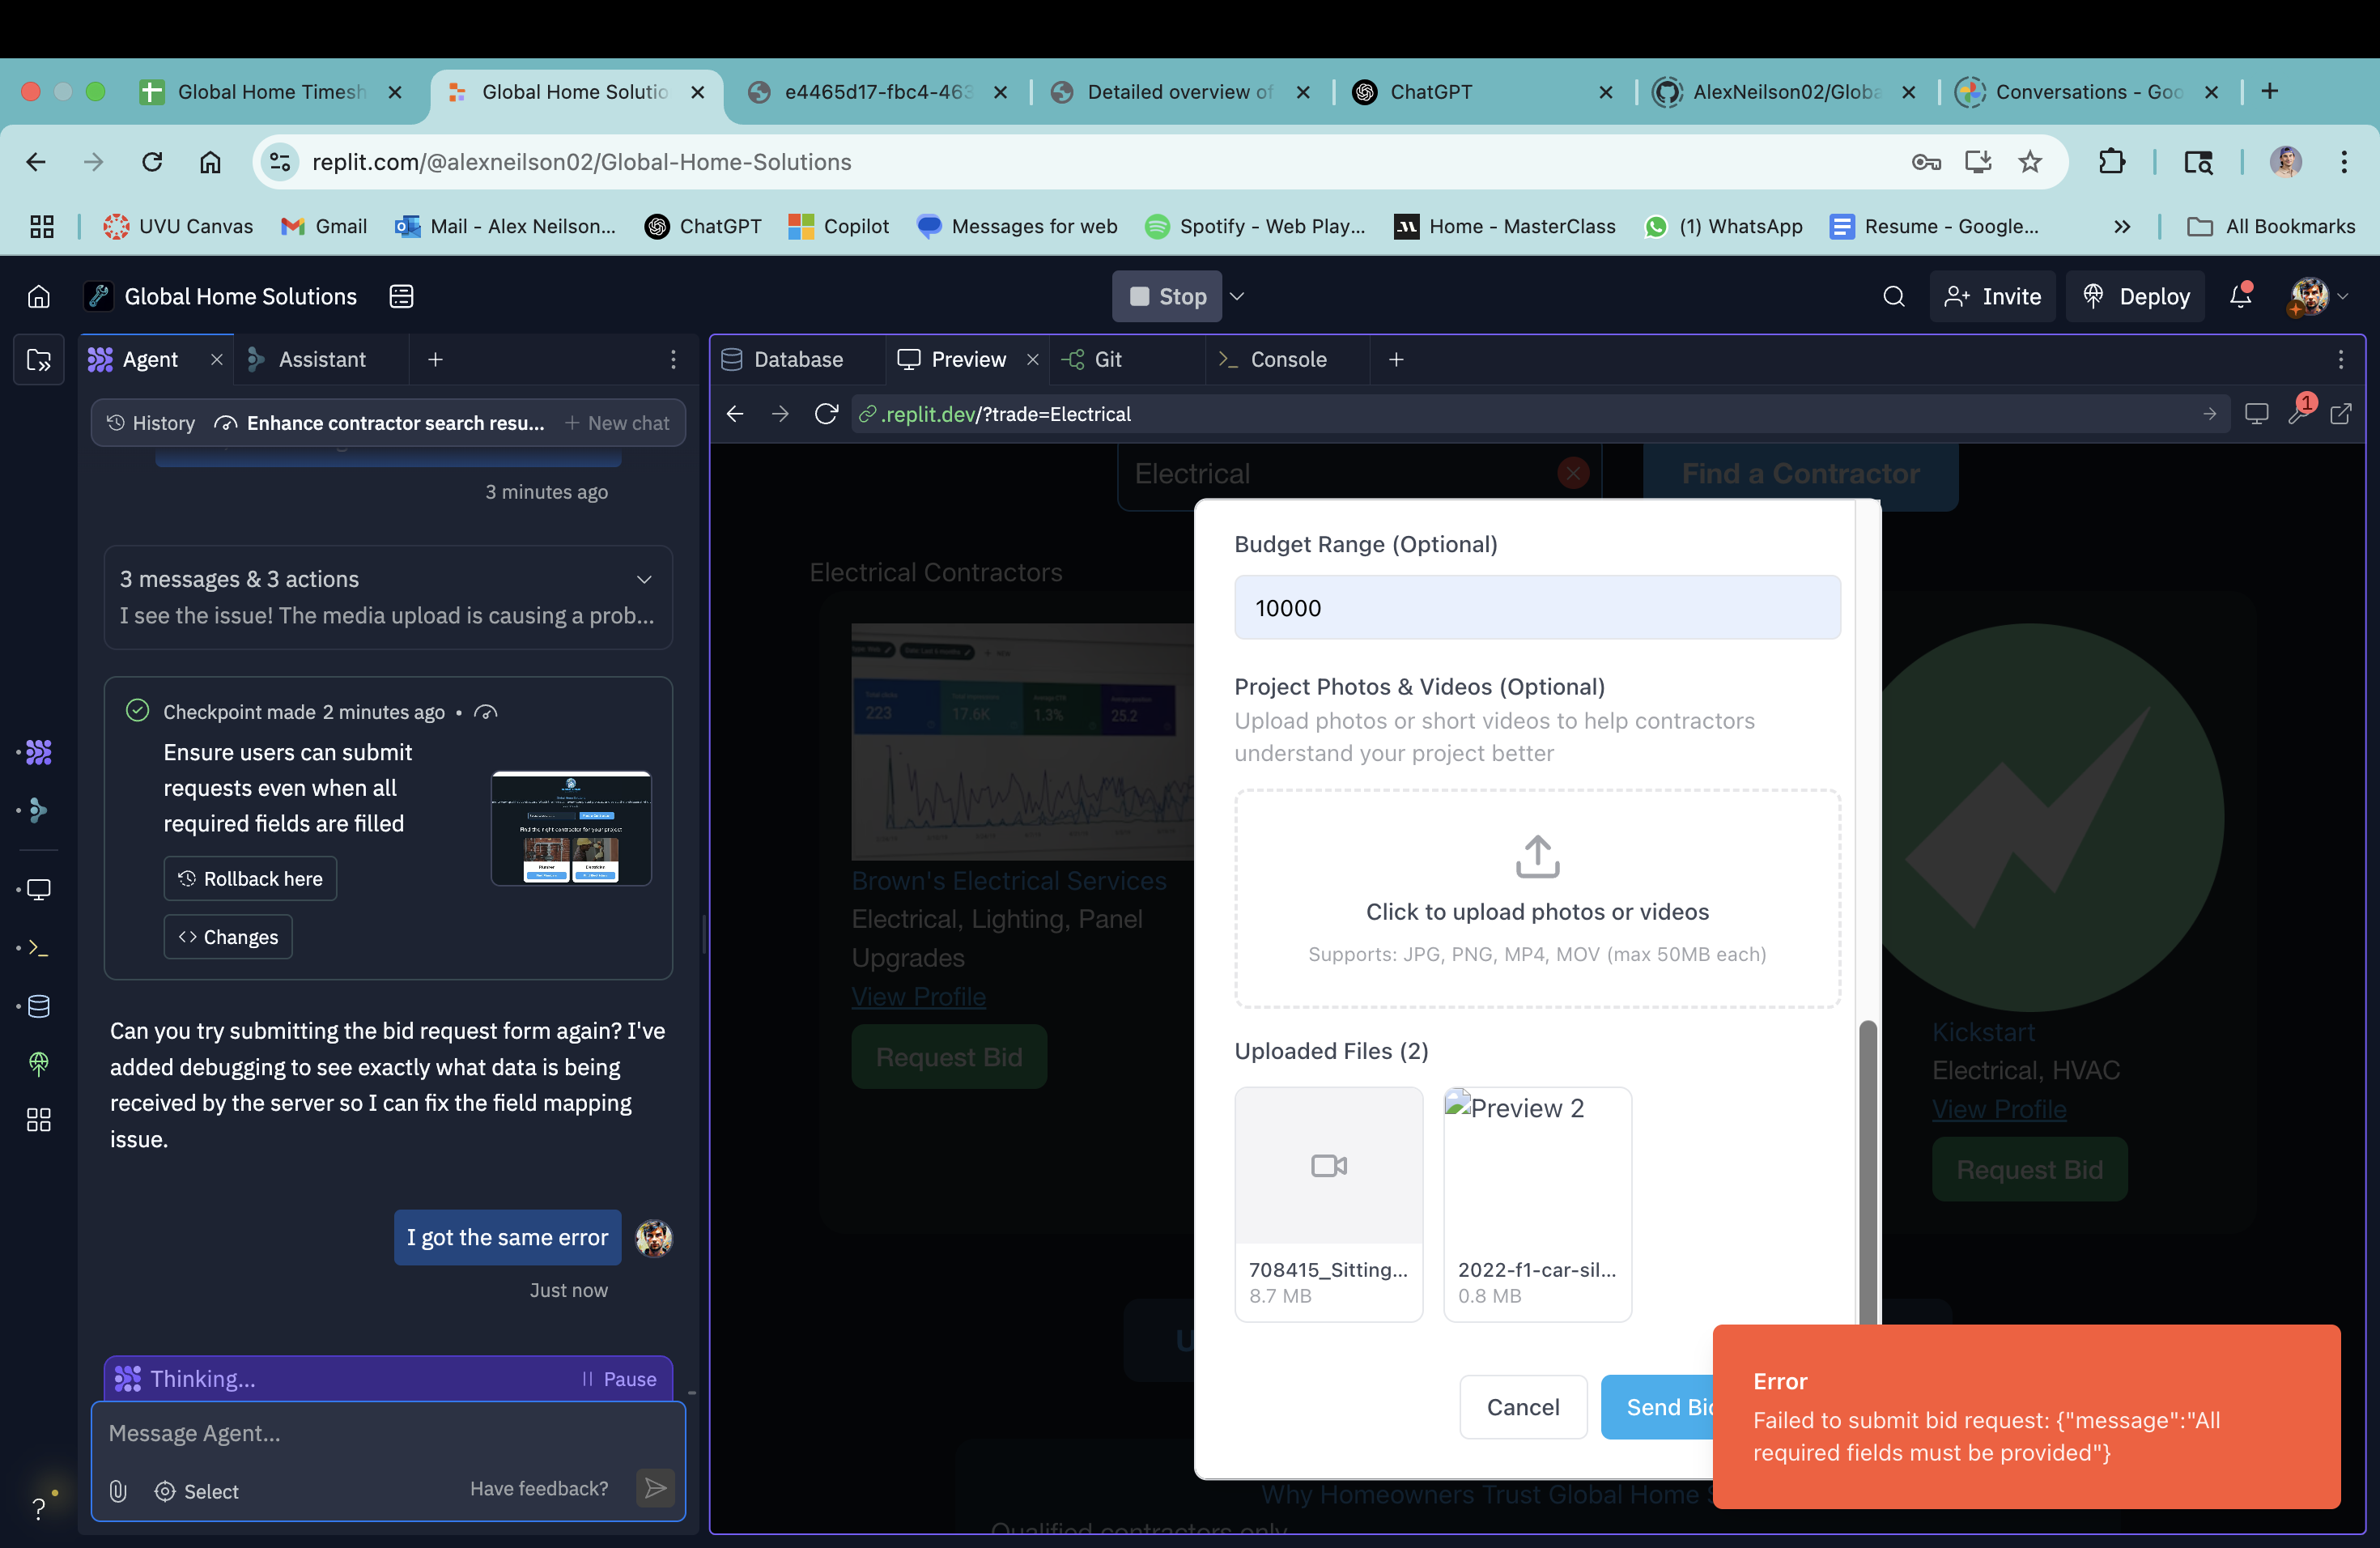 Global Home Timesh
Global Home Solutio
e4465d17-fbc4-463
Detailed overview of
ChatGPT
AlexNeilson02/Globa
Conversations - Goo
replit.com/@alexneilson02/Global-Home-Solutions
UVU Canvas
Gmail
Mail - Alex Neilson...
ChatGPT
Copilot
Messages for web
Spotify - Web Play...
Home - MasterClass
(1) WhatsApp
Resume - Google...
All Bookmarks
Global Home Solutions
Stop
Invite
Deploy
Agent
Assistant
History
Enhance contractor search resu...
New chat
3 minutes ago
3 messages & 3 actions
I see the issue! The media upload is causing a prob...
Checkpoint made 2 minutes ago •
Ensure users can submit
requests even when all
required fields are filled
Rollback here
Changes
Can you try submitting the bid request form again? I've
added debugging to see exactly what data is being
received by the server so I can fix the field mapping
issue.
I got the same error
Just now
Thinking...
Pause
Message Agent...
Select
Have feedback?
?
Database
Preview
Git
Console
.replit.dev/?trade=Electrical
1
Electrical
Find a Contractor
Electrical Contractors
223
17.6K
1.3%
25.2
Brown's Electrical Services
Electrical, Lighting, Panel
Upgrades
View Profile
Request Bid
Kickstart
Electrical, HVAC
View Profile
Request Bid
Budget Range (Optional)
10000
Project Photos & Videos (Optional)
Upload photos or short videos to help contractors
understand your project better
Click to upload photos or videos
Supports: JPG, PNG, MP4, MOV (max 50MB each)
Uploaded Files (2)
Preview 2
708415_Sitting...
8.7 MB
2022-f1-car-sil...
0.8 MB
Cancel
Send Bi
Error
Failed to submit bid request: {"message":"All
required fields must be provided"}
Why Homeowners Trust Global Home
Qualified contractors only